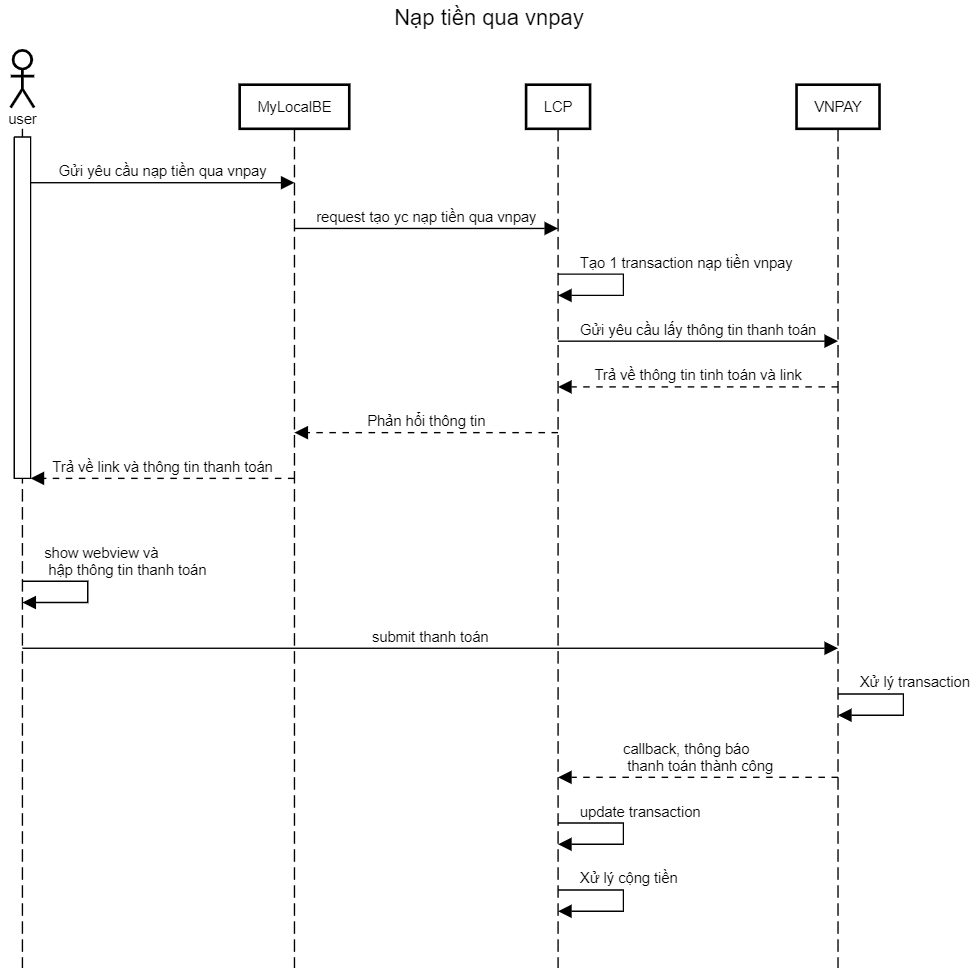 Nạp tiền qua vnpay
user
MyLocalBE
LCP
VNPAY
Gửi yêu cầu nạp tiền qua vnpay
request tạo yc nạp tiền qua vnpay
Tạo 1 transaction nạp tiền vnpay
Gửi yêu cầu lấy thông tin thanh toán
Trả về thông tin tinh toán và link
Phản hổi thông tin
Trả về link và thông tin thanh toán
show webview và
hập thông tin thanh toán
submit thanh toán
Xử lý transaction
callback, thông báo
thanh toán thành công
update transaction
Xử lý cộng tiền